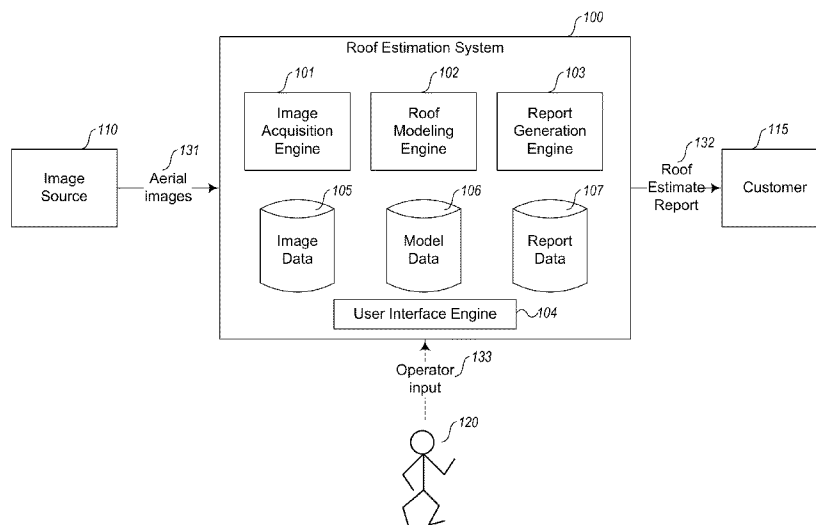 100
Roof Estimation System
101
Image
Acquisition
Engine
102
Roof
Modeling
Engine
103
Report
Generation
Engine
110
Image
Source
131
Aerial
images
132
Roof
Estimate
Report
115
Customer
105
Image
Data
106
Model
Data
107
Report
Data
User Interface Engine
104
Operator
input
133
120